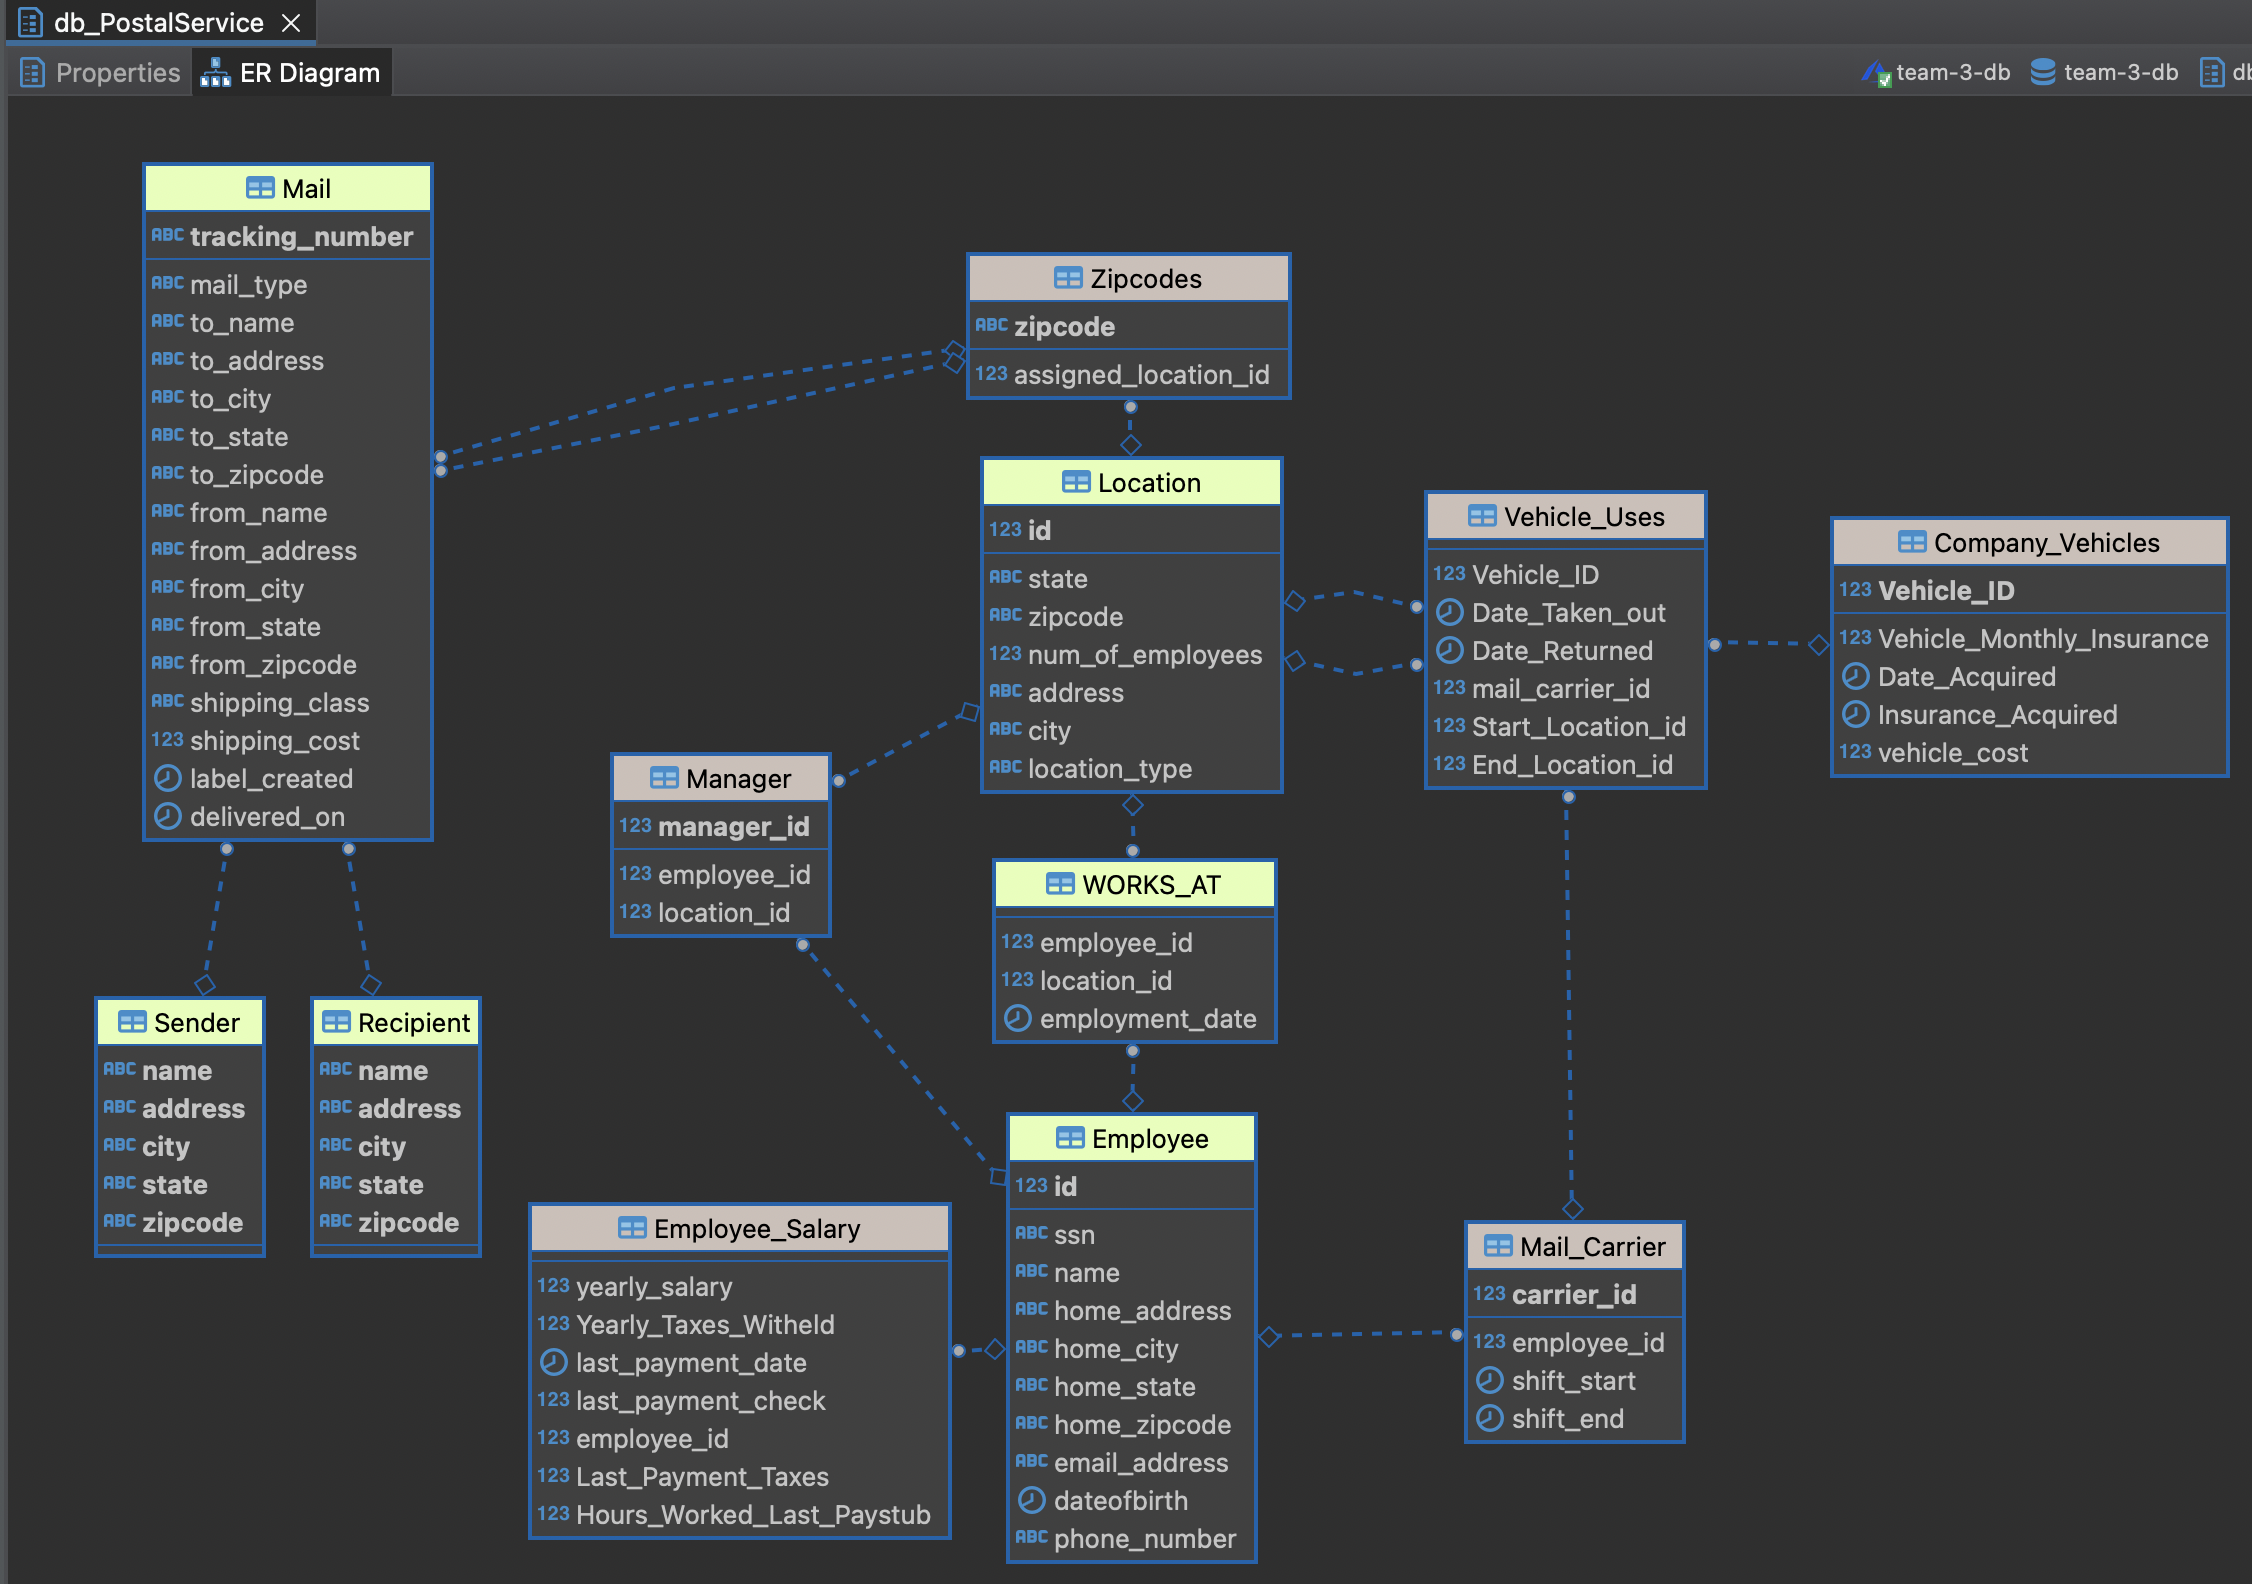 db_PostalService
Properties
ER Diagram
team-3-db
team-3-db
Mail
ABC tracking_number
ABC mail_type
ABC to_name
ABC to_address
ABC to_city
ABC to_state
ABC to_zipcode
ABC from_name
ABC from_address
ABC from_city
ABC from_state
ABC from_zipcode
ABC shipping_class
123 shipping_cost
label_created
delivered_on
Zipcodes
ABC zipcode
123 assigned_location_id
Location
123 id
ABC state
ABC zipcode
123 num_of_employees
ABC address
ABC city
ABC location_type
Vehicle_Uses
123 Vehicle_ID
Date_Taken_out
Date_Returned
123 mail_carrier_id
123 Start_Location_id
123 End_Location_id
Company_Vehicles
123 Vehicle_ID
123 Vehicle_Monthly_Insurance
Date_Acquired
Insurance_Acquired
123 vehicle_cost
Manager
123 manager_id
123 employee_id
123 location_id
WORKS_AT
123 employee_id
123 location_id
employment_date
Sender
ABC name
ABC address
ABC city
ABC state
ABC zipcode
Recipient
ABC name
ABC address
ABC city
ABC state
ABC zipcode
Employee
123 id
ABC ssn
ABC name
ABC home_address
ABC home_city
ABC home_state
ABC home_zipcode
ABC email_address
dateofbirth
ABC phone_number
Employee_Salary
123 yearly_salary
123 Yearly_Taxes_Witheld
last_payment_date
123 last_payment_check
123 employee_id
123 Last_Payment_Taxes
123 Hours_Worked_Last_Paystub
Mail_Carrier
123 carrier_id
123 employee_id
shift_start
shift_end